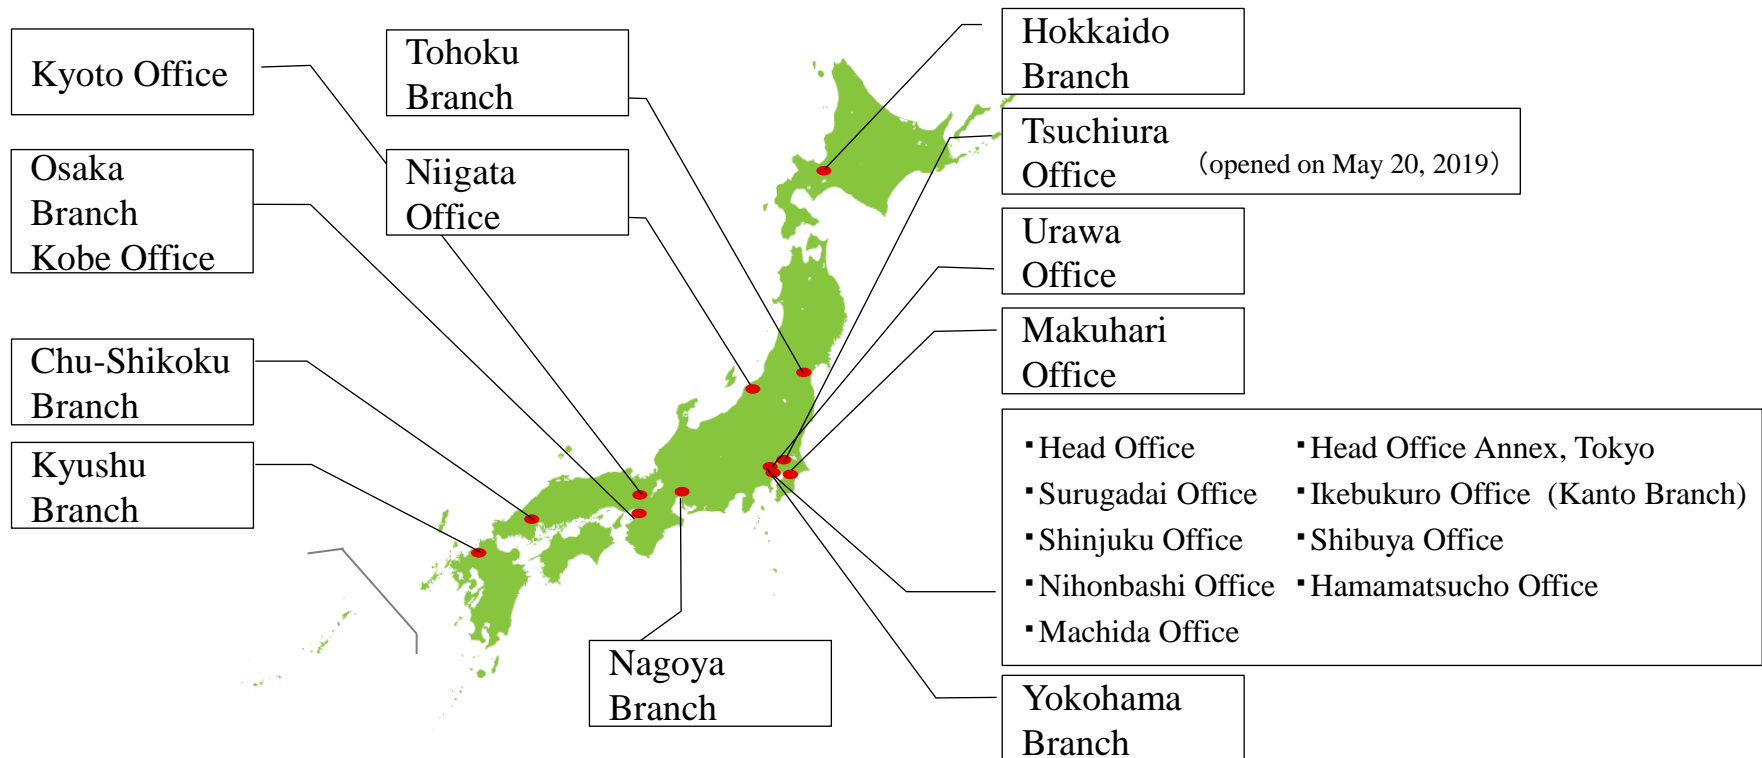 Kyoto Office
Osaka
Branch
Kobe Office
Chu-Shikoku
Branch
Kyushu
Branch
Tohoku
Branch
Niigata
Office
Nagoya
Branch
Hokkaido
Branch
Tsuchiura
Office （opened on May 20, 2019）
Urawa
Office
Makuhari
Office
▪Head Office ▪Head Office Annex, Tokyo
▪Surugadai Office ▪Ikebukuro Office (Kanto Branch)
▪Shinjuku Office ▪Shibuya Office
▪Nihonbashi Office ▪Hamamatsucho Office
▪Machida Office
Yokohama
Branch